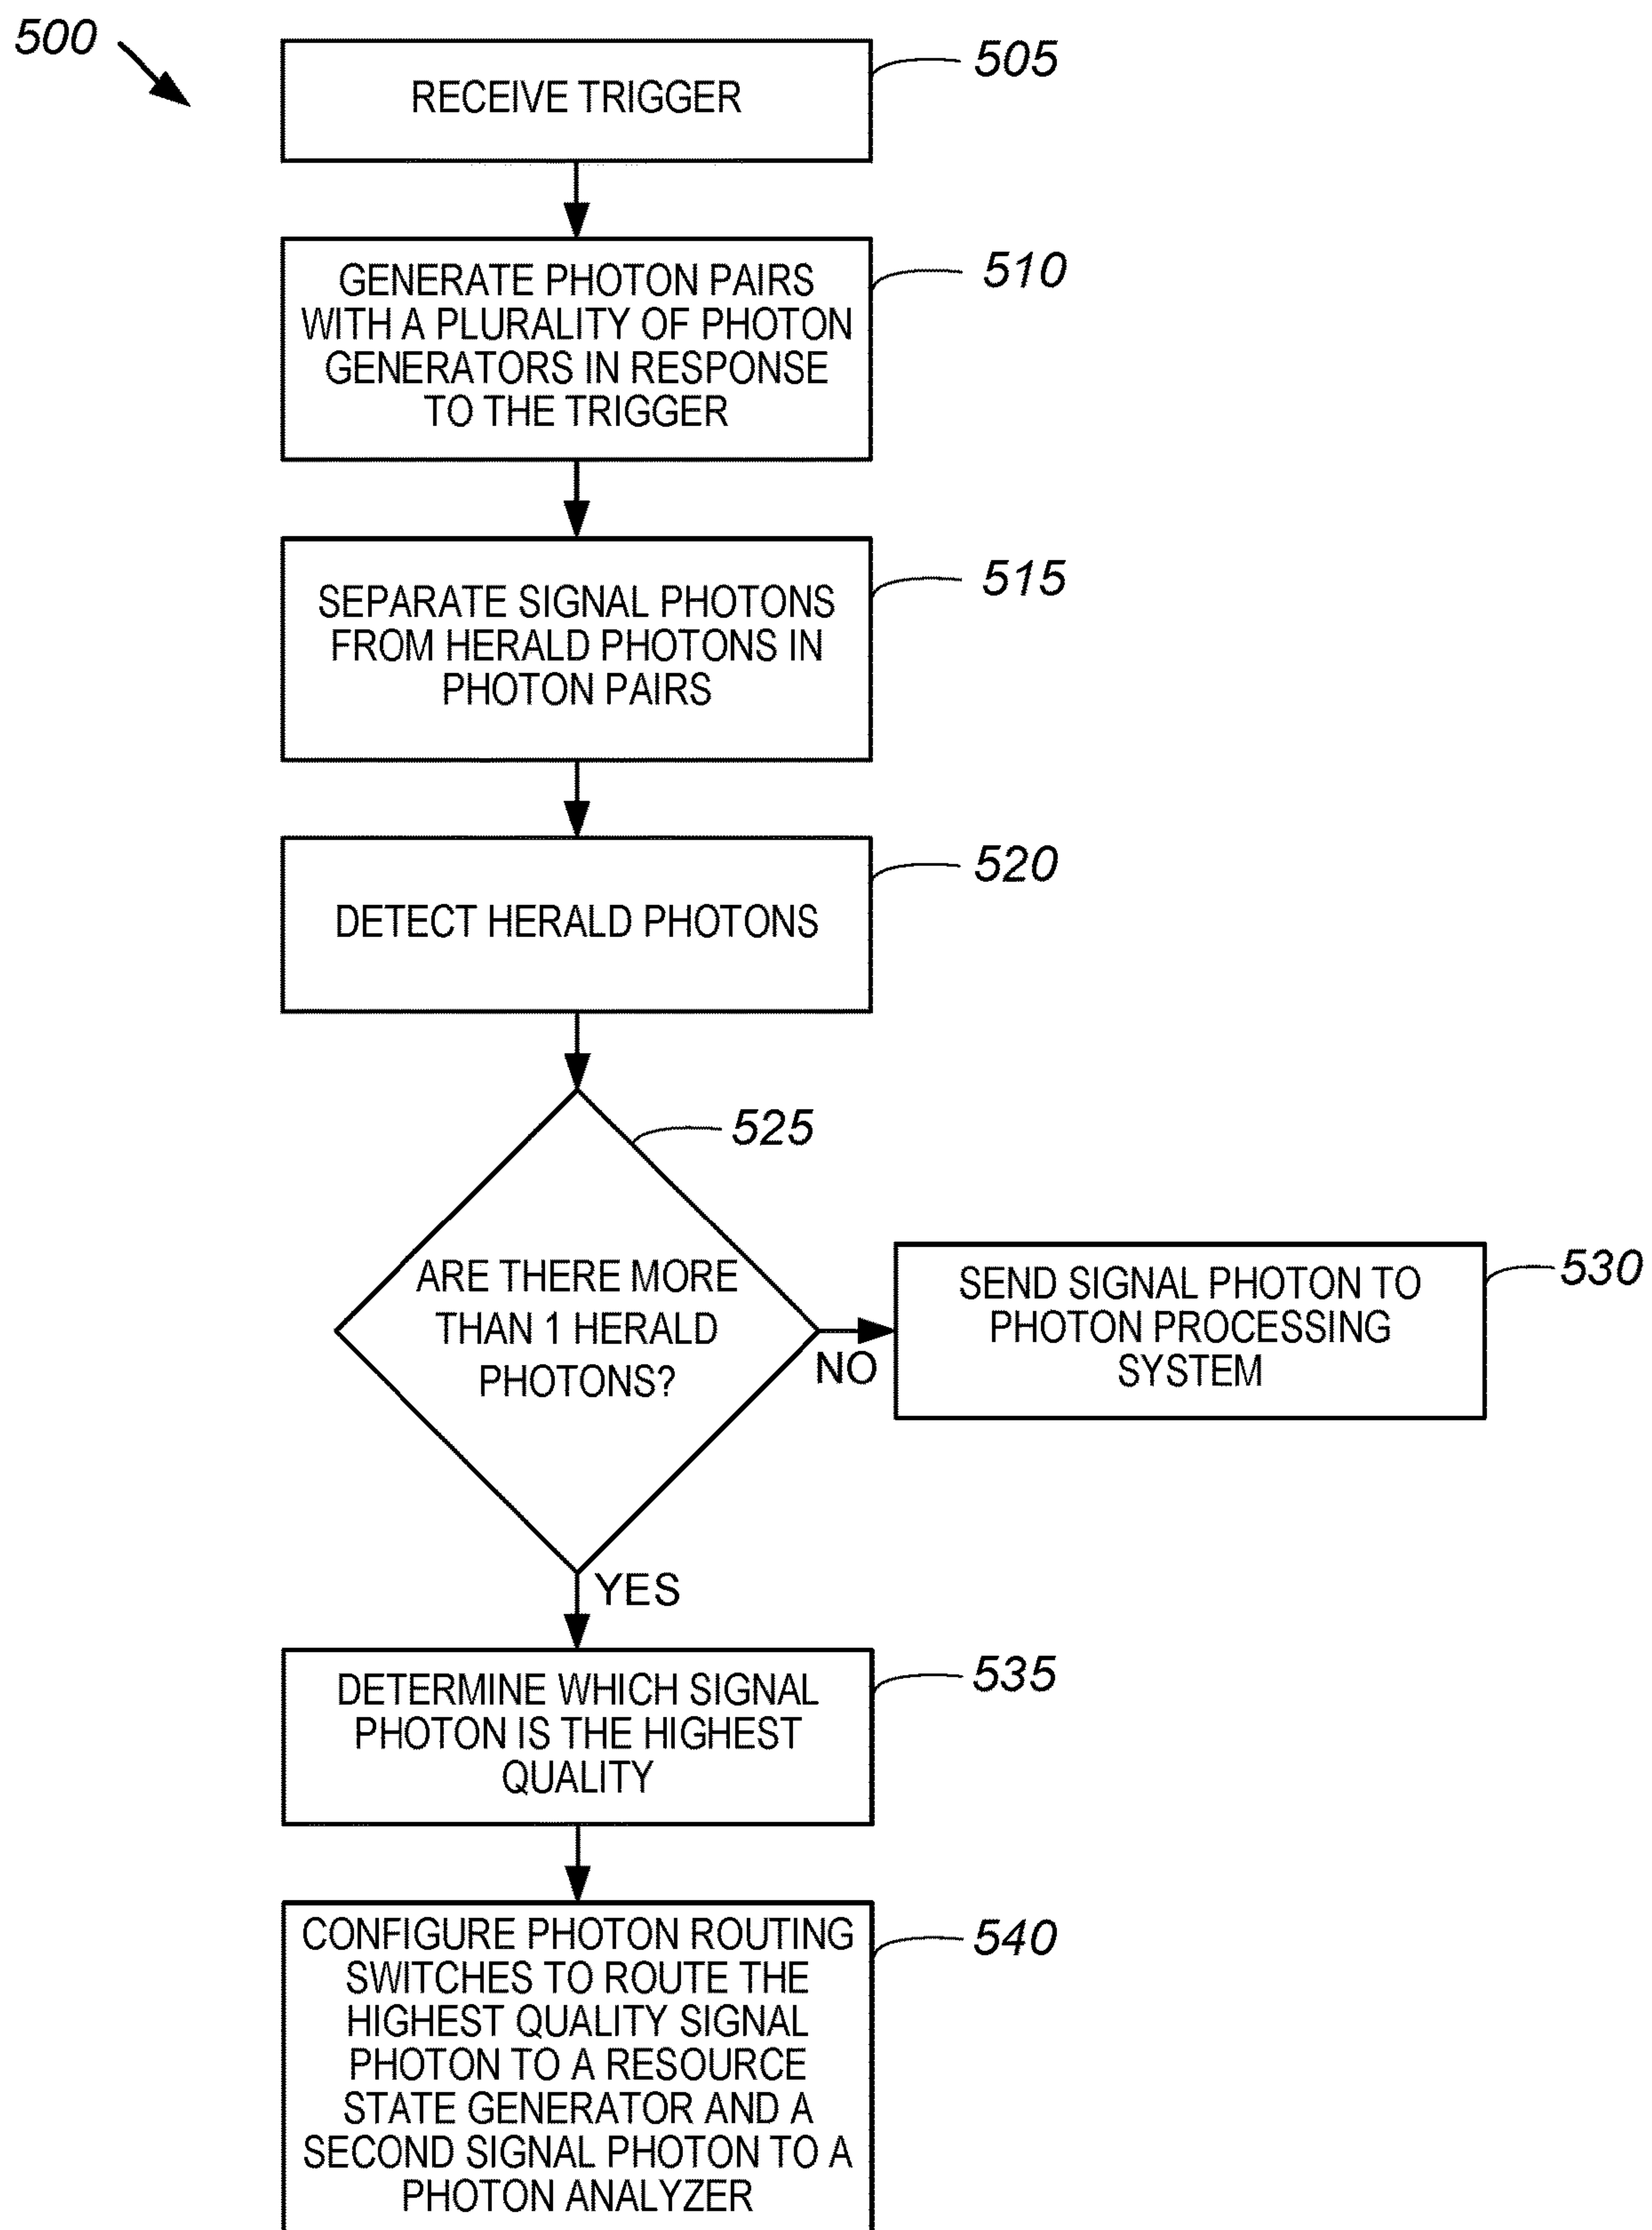 500
RECEIVE TRIGGER
505
GENERATE PHOTON PAIRS
WITH A PLURALITY OF PHOTON
GENERATORS IN RESPONSE
TO THE TRIGGER
510
SEPARATE SIGNAL PHOTONS
FROM HERALD PHOTONS IN
PHOTON PAIRS
515
DETECT HERALD PHOTONS
520
525
ARE THERE MORE
THAN 1 HERALD
PHOTONS?
NO
SEND SIGNAL PHOTON TO
PHOTON PROCESSING
SYSTEM
530
YES
DETERMINE WHICH SIGNAL
PHOTON IS THE HIGHEST
QUALITY
535
CONFIGURE PHOTON ROUTING
SWITCHES TO ROUTE THE
HIGHEST QUALITY SIGNAL
PHOTON TO A RESOURCE
STATE GENERATOR AND A
SECOND SIGNAL PHOTON TO A
PHOTON ANALYZER
540